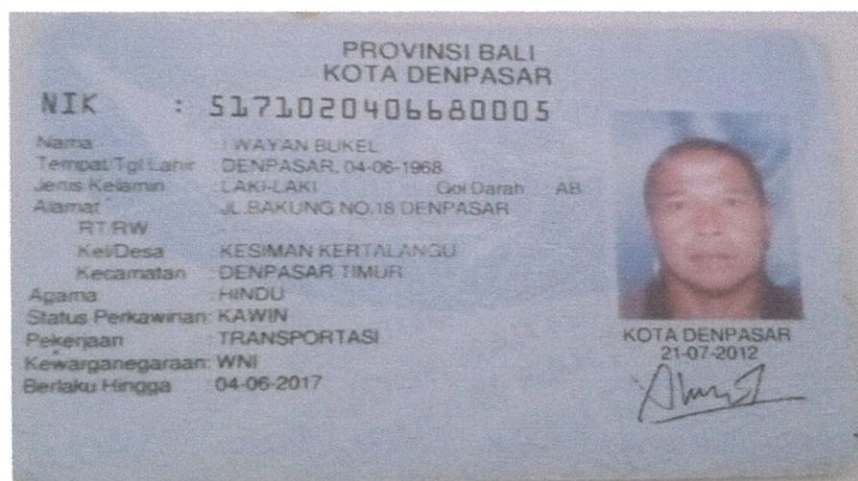 PROVINSI BALI
KOTA DENPASAR
NIK : 5171020406680005
Nama : I WAYAN BUKEL
Tempat/Tgl Lahir : DENPASAR, 04-06-1968
Jenis Kelamin : LAKI-LAKI Gol Darah : AB
Alamat : JL.BAKUNG NO.18 DENPASAR
RT/RW :
Kel/Desa : KESIMAN KERTALANGU
Kecamatan : DENPASAR TIMUR
Agama : HINDU
Status Perkawinan: KAWIN
Pekerjaan : TRANSPORTASI
Kewarganegaraan: WNI
Berlaku Hingga : 04-06-2017
KOTA DENPASAR
21-07-2012